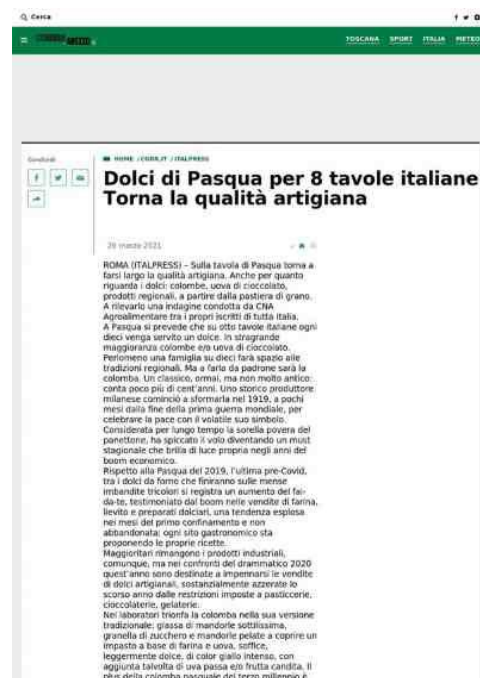 Cerca
TOSCANA SPORT ITALIA METEO
Condividi
HOME / CODR.IT / ITALPRESS
Dolci di Pasqua per 8 tavole italiane
Torna la qualità artigiana
26 marzo 2021
ROMA (ITALPRESS) – Sulla tavola di Pasqua torna a
farsi largo la qualità artigiana. Anche per quanto
riguarda i dolci: colombe, uova di cioccolato,
prodotti regionali, a partire dalla pastiera di grano.
A rilevarlo una indagine condotta da CNA
Agroalimentare tra i propri iscritti di tutta Italia.
A Pasqua si prevede che su otto tavole italiane ogni
dieci venga servito un dolce. In stragrande
maggioranza colombe e/o uova di cioccolato.
Perlomeno una famiglia su dieci farà spazio alle
tradizioni regionali. Ma a farla da padrone sarà la
colomba. Un classico, ormai, ma non molto antico:
conta poco più di cent'anni. Uno storico produttore
milanese cominciò a sfornarla nel 1919, a pochi
mesi dalla fine della prima guerra mondiale, per
celebrare la pace con il volatile suo simbolo.
Considerata per lungo tempo la sorella povera del
panettone, ha spiccato il volo diventando un must
stagionale che brilla di luce propria negli anni del
boom economico.
Rispetto alla Pasqua del 2019, l'ultima pre-Covid,
tra i dolci da forno che finiranno sulle mense
imbandite tricolori si registra un aumento del fai-
da-te, testimoniato dal boom nelle vendite di farina,
lievito e preparati dolciari, una tendenza esplosa
nei mesi del primo confinamento e non
abbandonata: ogni sito gastronomico sta
proponendo le proprie ricette.
Maggioritari rimangono i prodotti industriali,
comunque, ma nei confronti del drammatico 2020
quest'anno sono destinate a impennarsi le vendite
di dolci artigianali, sostanzialmente azzerate lo
scorso anno dalle restrizioni imposte a pasticcerie,
cioccolaterie, gelaterie.
Nei laboratori trionfa la colomba nella sua versione
tradizionale: glassa di mandorle sottilissima,
granella di zucchero e mandorle pelate a coprire un
impasto a base di farina e uova, soffice,
leggermente dolce, di color giallo intenso, con
aggiunta talvolta di uva passa e/o frutta candita. Il
plus della colomba pasquale del terzo millennio è